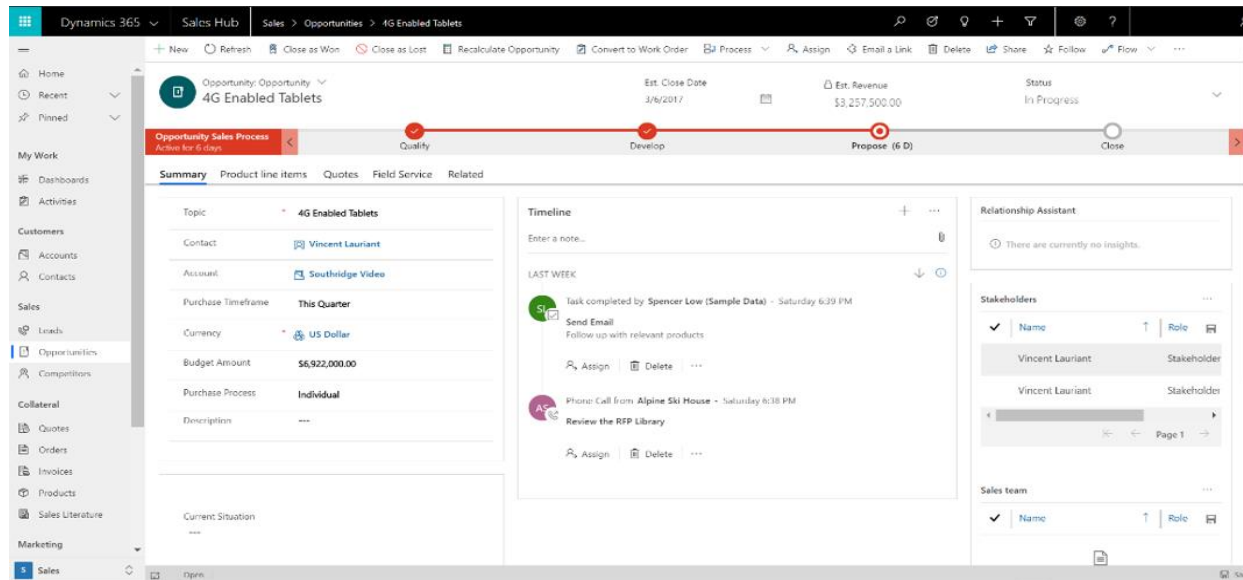 Dynamics 365 Sales Hub Sales > Opportunities > 4G Enabled Tablets ?
New Refresh Close as Won Close as Lost Recalculate Opportunity Convert to Work Order Process Assign Email a Link Delete Share Follow Flow ...
Home
Recent
Pinned
My Work
Dashboards
Activities
Customers
Accounts
Contacts
Sales
Leads
Opportunities
Competitors
Collateral
Quotes
Orders
Invoices
Products
Sales Literature
Marketing
S Sales
Opportunity: Opportunity
4G Enabled Tablets
Est. Close Date
3/6/2017
Est. Revenue
$3,257,500.00
Status
In Progress
Opportunity Sales Process
Active for 6 days
Qualify Develop Propose (6 D) Close
Summary Product line items Quotes Field Service Related
Topic * 4G Enabled Tablets
Contact Vincent Lauriant
Account Southridge Video
Purchase Timeframe This Quarter
Currency * US Dollar
Budget Amount $6,922,000.00
Purchase Process Individual
Description ---
Current Situation
---
Timeline ...
Enter a note...
LAST WEEK
Task completed by Spencer Low (Sample Data) - Saturday 6:39 PM
Send Email
Follow up with relevant products
Assign Delete ...
AS
Phone Call from Alpine Ski House - Saturday 6:38 PM
Review the RFP Library
Assign Delete ...
Relationship Assistant
There are currently no insights.
Stakeholders ...
Name Role
Vincent Lauriant Stakeholder
Vincent Lauriant Stakeholder
Page 1
Sales team ...
Name Role
Open